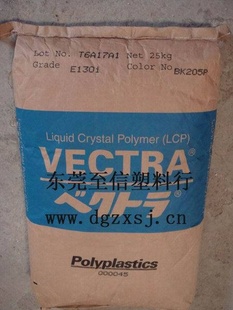 Lot No. T6A17A1 Net 25kg
Grade E1301 Color No BK205P
Liquid Crystal Polymer (LCP)
VECTRA®
东莞至信塑料行
ベクトラ®
www.dgzxsj.cn
Polyplastics
000045